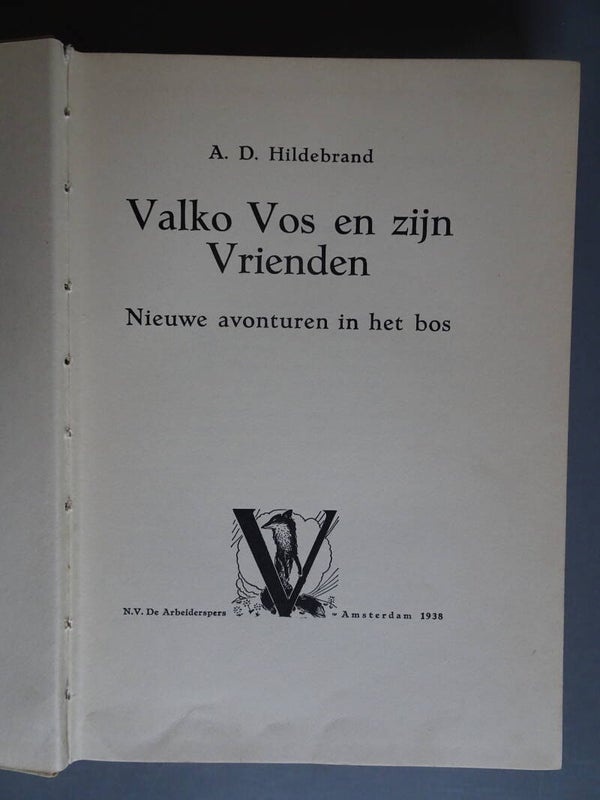 A. D. Hildebrand
Valko Vos en zijn
Vrienden
Nieuwe avonturen in het bos
V
N.V. De Arbeiderspers Amsterdam 1938